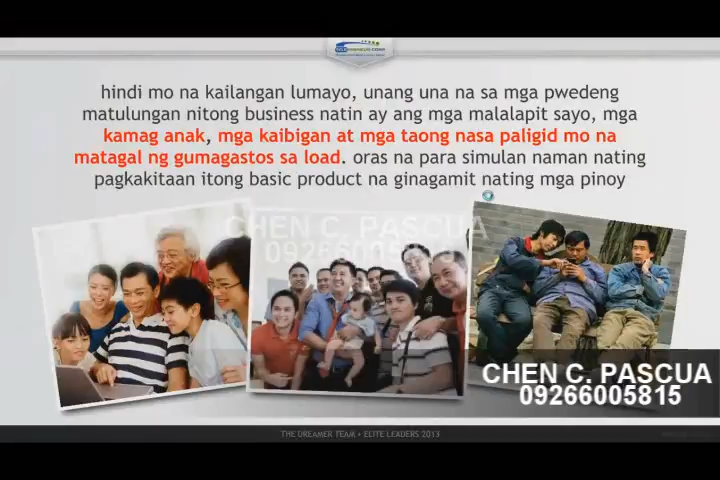 hindi mo na kailangan lumayo, unang una na sa mga pwedeng
matulungan nitong business natin ay ang mga malalapit sayo, mga
kamag anak, mga kaibigan at mga taong nasa paligid mo na
matagal ng gumagastos sa load. oras na para simulan naman nating
pagkakitaan itong basic product na ginagamit nating mga pinoy
CHEN C. PASCUA
09266005815
CHEN C. PASCUA
09266005815
THE DREAMER TEAM • ELITE LEADERS 2013